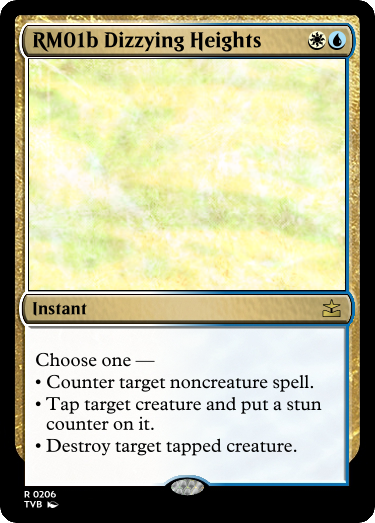 RM01b Dizzying Heights
Instant
Choose one —
• Counter target noncreature spell.
• Tap target creature and put a stun
counter on it.
• Destroy target tapped creature.
R 0206
TVB